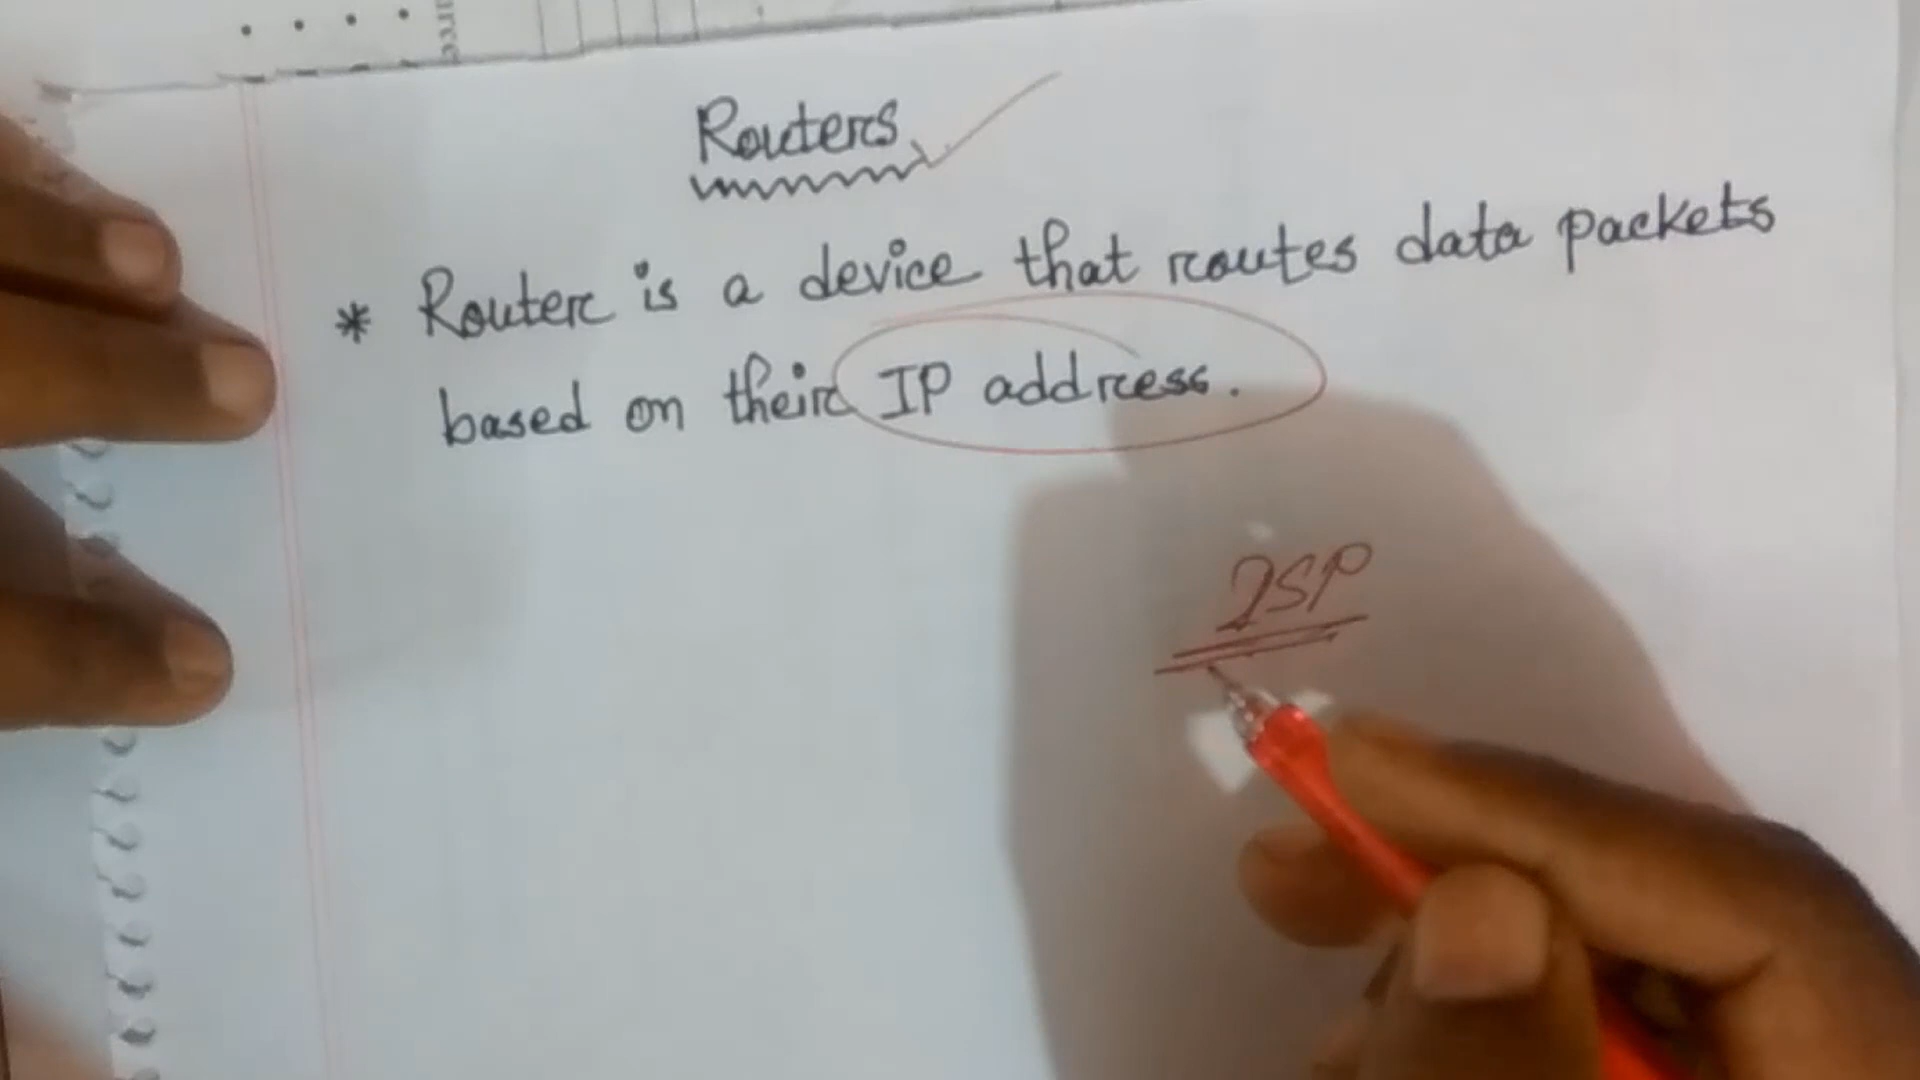 Routers
* Router is a device that routes data packets
based on their IP address.
ISP